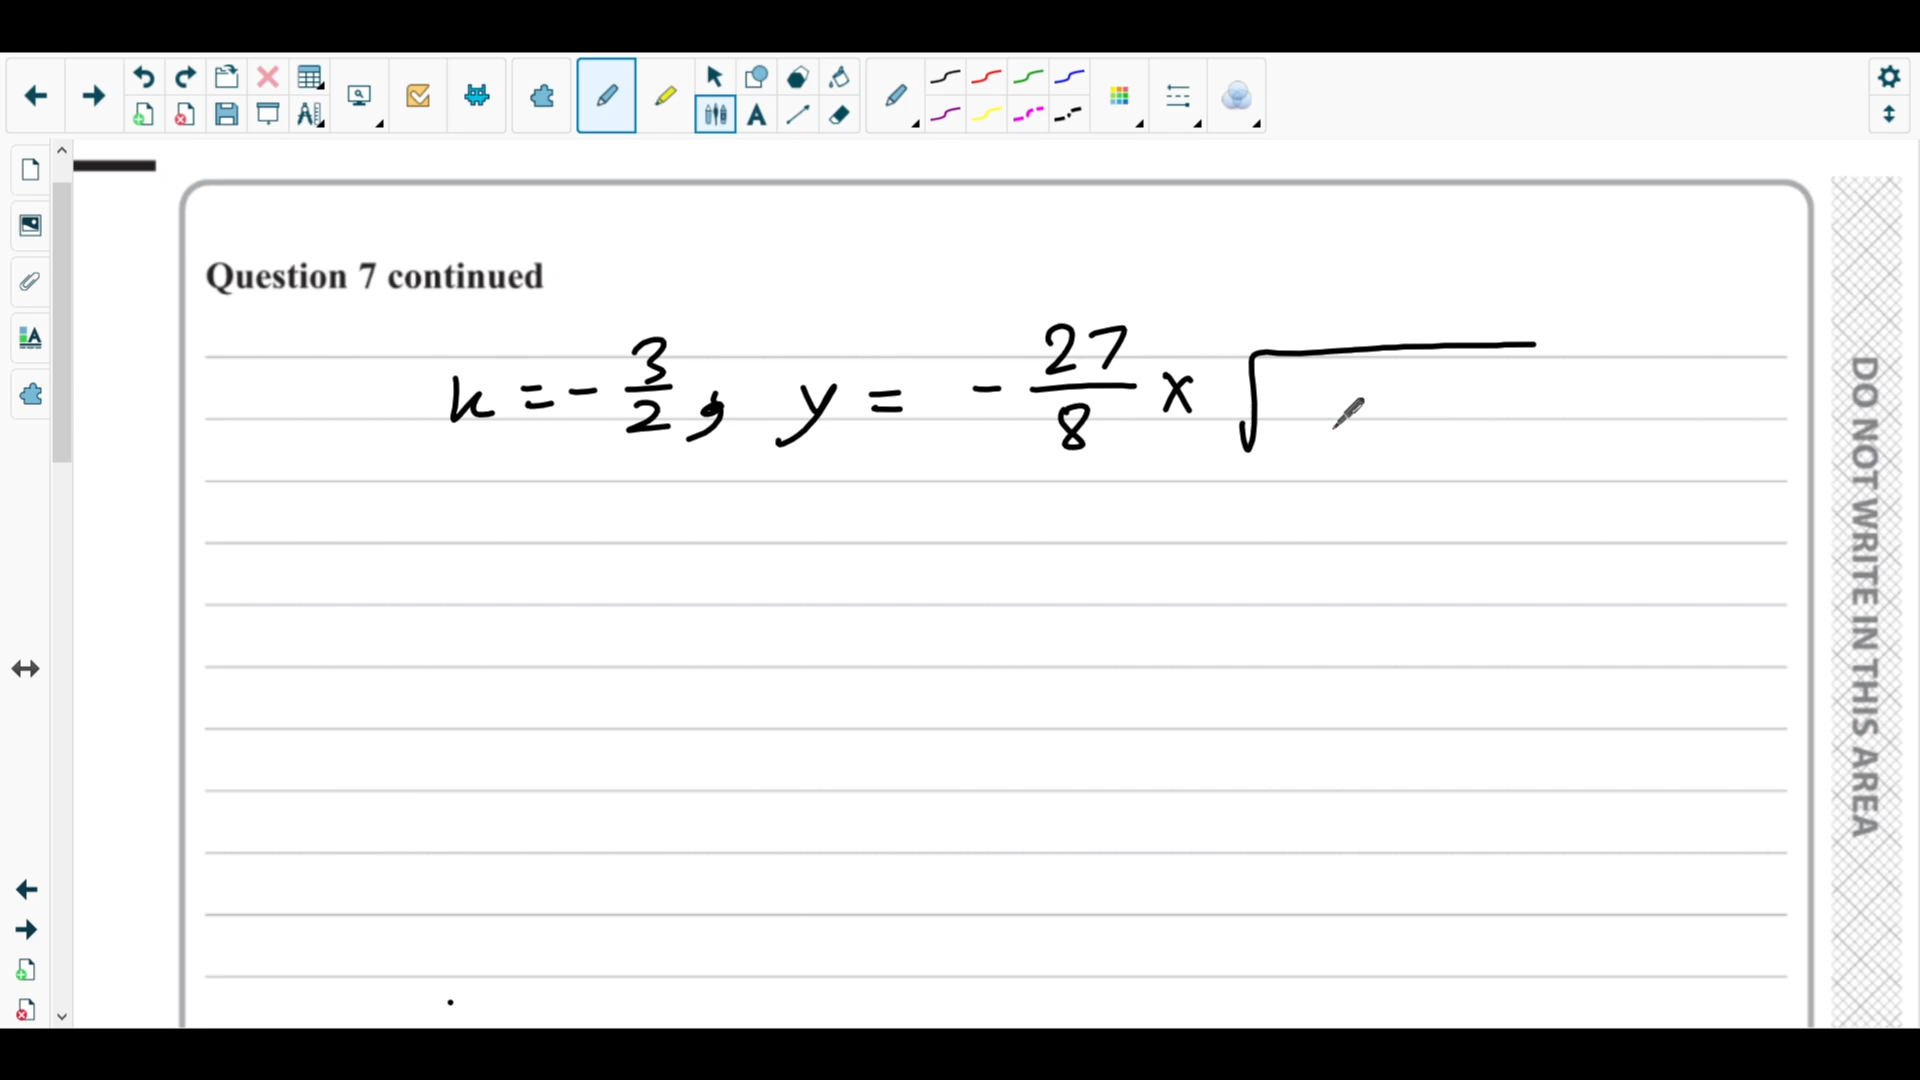 Question 7 continued
x = - 3/2 , y = - 27/8 x √
DO NOT WRITE IN THIS AREA